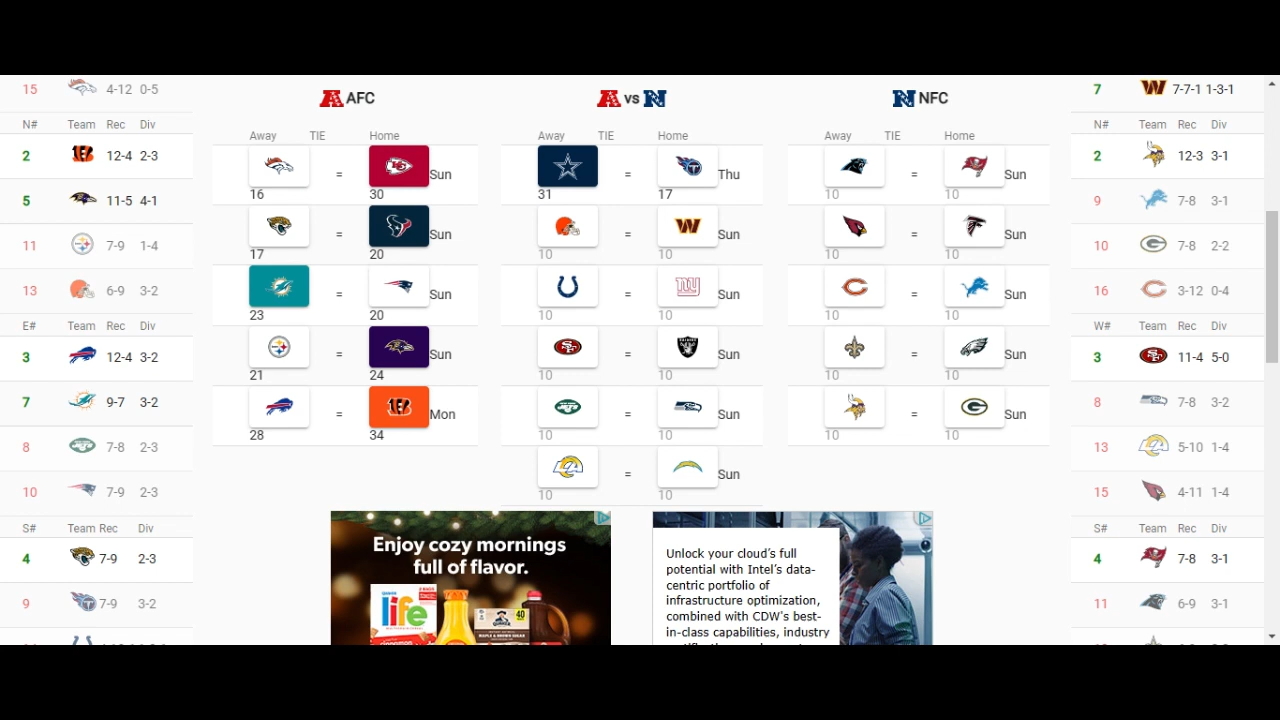 15 4-12 0-5
N# Team Rec Div
2 12-4 2-3
5 11-5 4-1
11 7-9 1-4
13 6-9 3-2
E# Team Rec Div
3 12-4 3-2
7 9-7 3-2
8 7-8 2-3
10 7-9 2-3
S# Team Rec Div
4 7-9 2-3
9 7-9 3-2
AFC
Away TIE Home
= Sun
16 30
= Sun
17 20
= Sun
23 20
= Sun
21 24
= Mon
28 34
A vs N
Away TIE Home
= Thu
31 17
= Sun
10 10
= Sun
10 10
= Sun
10 10
= Sun
10 10
= Sun
10 10
NFC
Away TIE Home
= Sun
10 10
= Sun
10 10
= Sun
10 10
= Sun
10 10
= Sun
10 10
7 W 7-7-1 1-3-1
N# Team Rec Div
2 12-3 3-1
9 7-8 3-1
10 7-8 2-2
16 3-12 0-4
W# Team Rec Div
3 11-4 5-0
8 7-8 3-2
13 5-10 1-4
15 4-11 1-4
S# Team Rec Div
4 7-8 3-1
11 6-9 3-1
Enjoy cozy mornings
full of flavor.
life
40
Unlock your cloud's full
potential with Intel's data-
centric portfolio of
infrastructure optimization,
combined with CDW's best-
in-class capabilities, industry